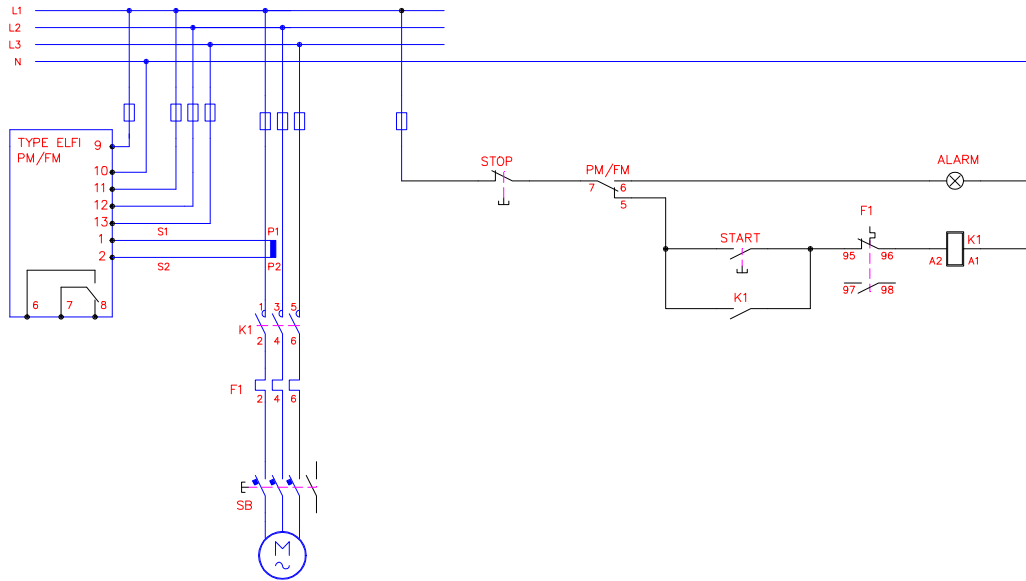 L1
L2
L3
N
TYPE ELFI
PM/FM
9
10
11
12
13
1
2
S1
S2
P1
P2
6
7
8
STOP
PM/FM
7
6
5
ALARM
START
F1
95
96
97
98
K1
A2
A1
K1
1
3
5
K1
2
4
6
F1
2
4
6
SB
M
~